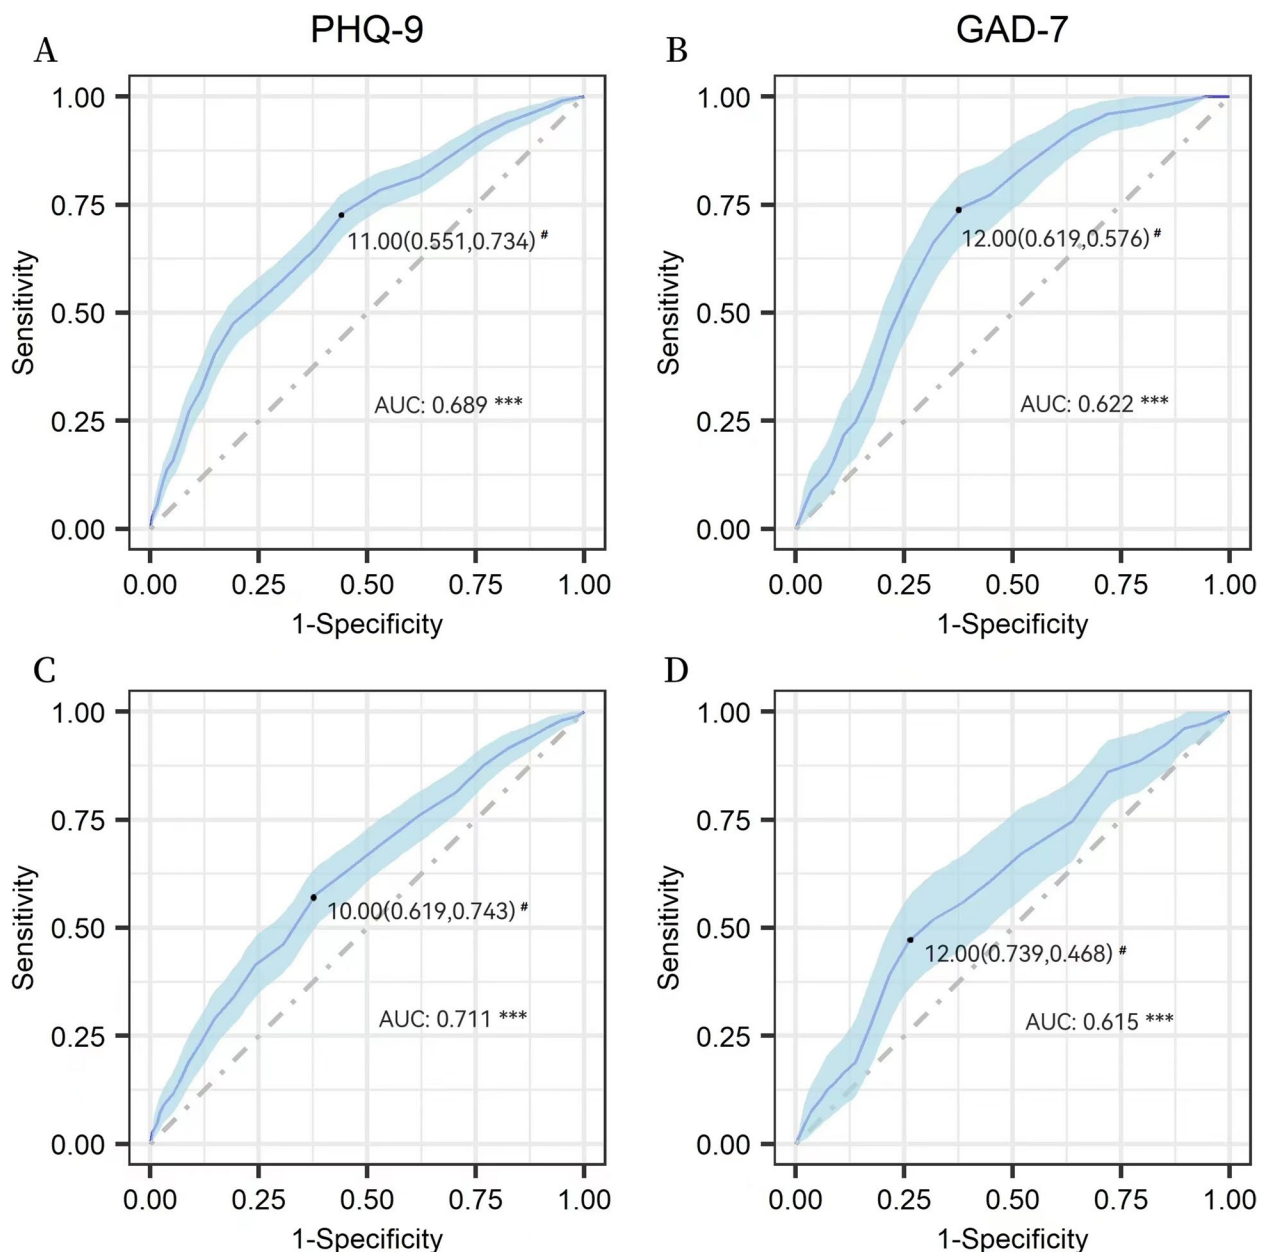 PHQ-9
A
1.00
0.75
0.50
0.25
0.00
Sensitivity
11.00(0.551,0.734) #
AUC: 0.689 ***
0.00 0.25 0.50 0.75 1.00
1-Specificity
GAD-7
B
1.00
0.75
0.50
0.25
0.00
Sensitivity
12.00(0.619,0.576) #
AUC: 0.622 ***
0.00 0.25 0.50 0.75 1.00
1-Specificity
C
1.00
0.75
0.50
0.25
0.00
Sensitivity
10.00(0.619,0.743) #
AUC: 0.711 ***
0.00 0.25 0.50 0.75 1.00
1-Specificity
D
1.00
0.75
0.50
0.25
0.00
Sensitivity
12.00(0.739,0.468) #
AUC: 0.615 ***
0.00 0.25 0.50 0.75 1.00
1-Specificity